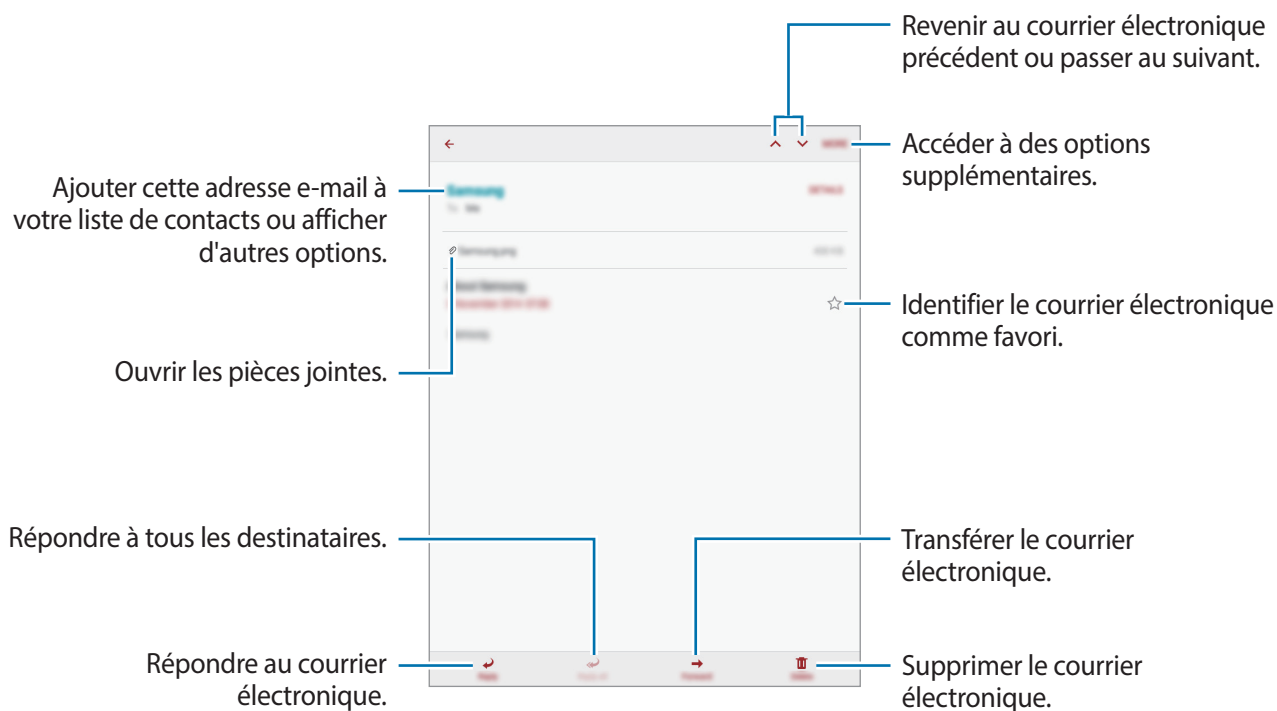 Revenir au courrier électronique
précédent ou passer au suivant.
Accéder à des options
supplémentaires.
Ajouter cette adresse e-mail à
votre liste de contacts ou afficher
d'autres options.
Samsung
DETAILS
Identifier le courrier électronique
comme favori.
Ouvrir les pièces jointes.
Répondre à tous les destinataires.
Transférer le courrier
électronique.
Répondre au courrier
électronique.
Supprimer le courrier
électronique.